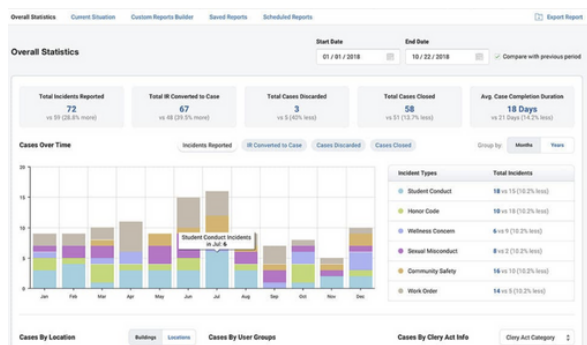 Overall Statistics Current Situation Custom Reports Builder Saved Reports Scheduled Reports Export Report
Start Date End Date
Overall Statistics
01 / 01 / 2018 10 / 22 / 2018 Compare with previous period
Total Incidents Reported Total IR Converted to Case Total Cases Discarded Total Cases Closed Avg. Case Completion Duration
72 67 3 58 18 Days
vs 59 (28.8% more) vs 48 (39.5% more) vs 5 (40% less) vs 51 (13.7% less) vs 21 Days (14.2% less)
Cases Over Time Incidents Reported IR Converted to Case Cases Discarded Cases Closed Group by: Months Years
20
15
10
5
0
Student Conduct Incidents
in Jul: 6
Jan Feb Mar Apr May Jun Jul Aug Sep Oct Nov Dec
Incident Types Total Incidents
Student Conduct 18 vs 15 (10.2% less)
Honor Code 10 vs (10.2% less)
Wellness Concern 6 vs 9 (10.2% less)
Sexual Misconduct vs 2 (10.2% less)
Community Safety 16 vs 10 (10.2% less)
Work Order 14 vs 5 (10.2% less)
Cases By Location Buildings Locations Cases By User Groups Cases By Clery Act Info Clery Act Category